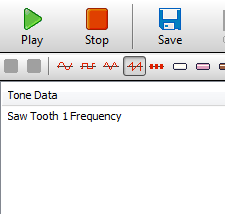 Play Stop Save
Tone Data
Saw Tooth 1 Frequency